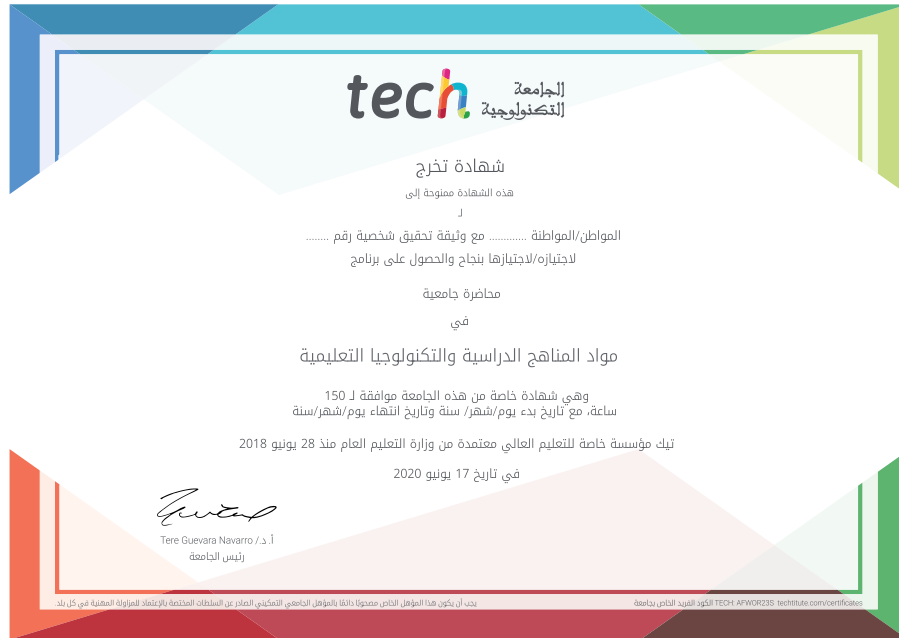 tech الجامعة
التكنولوجية
شهادة تخرج
هذه الشهادة ممنوحة إلى
لـ
المواطن/المواطنة ............ مع وثيقة تحقيق شخصية رقم ........
لاجتيازه/لاجتيازها بنجاح والحصول على برنامج
محاضرة جامعية
في
مواد المناهج الدراسية والتكنولوجيا التعليمية
وهي شهادة خاصة من هذه الجامعة موافقة لـ 150
ساعة، مع تاريخ بدء يوم/شهر/ سنة وتاريخ انتهاء يوم/شهر/سنة
تيك مؤسسة خاصة للتعليم العالي معتمدة من وزارة التعليم العام منذ 28 يونيو 2018
في تاريخ 17 يونيو 2020
أ. د./ Tere Guevara Navarro
رئيس الجامعة
يجب أن يكون هذا المؤهل الخاص مصحوبًا دائمًا بالمؤهل الجامعي التمكيني الصادر عن السلطات المختصة بالإعتماد للمزاولة المهنية في كل بلد.
الكود الفريد الخاص بجامعة TECH: AFWOR23S techtitute.com/certificates